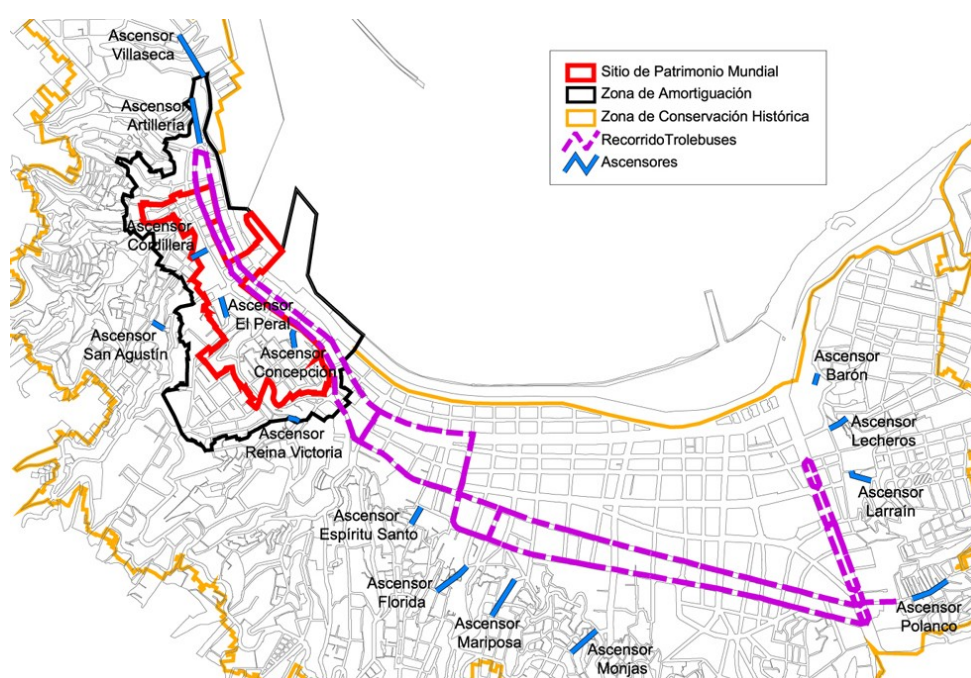 Ascensor
Villaseca
Ascensor
Artillería
Sitio de Patrimonio Mundial
Zona de Amortiguación
Zona de Conservación Histórica
RecorridoTrolebuses
Ascensores
Ascensor
Cordillera
Ascensor
El Peral
Ascensor
San Agustín
Ascensor
Concepción
Ascensor
Reina Victoria
Ascensor
Barón
Ascensor
Lecheros
Ascensor
Larraín
Ascensor
Espíritu Santo
Ascensor
Florida
Ascensor
Mariposa
Ascensor
Monjas
Ascensor
Polanco